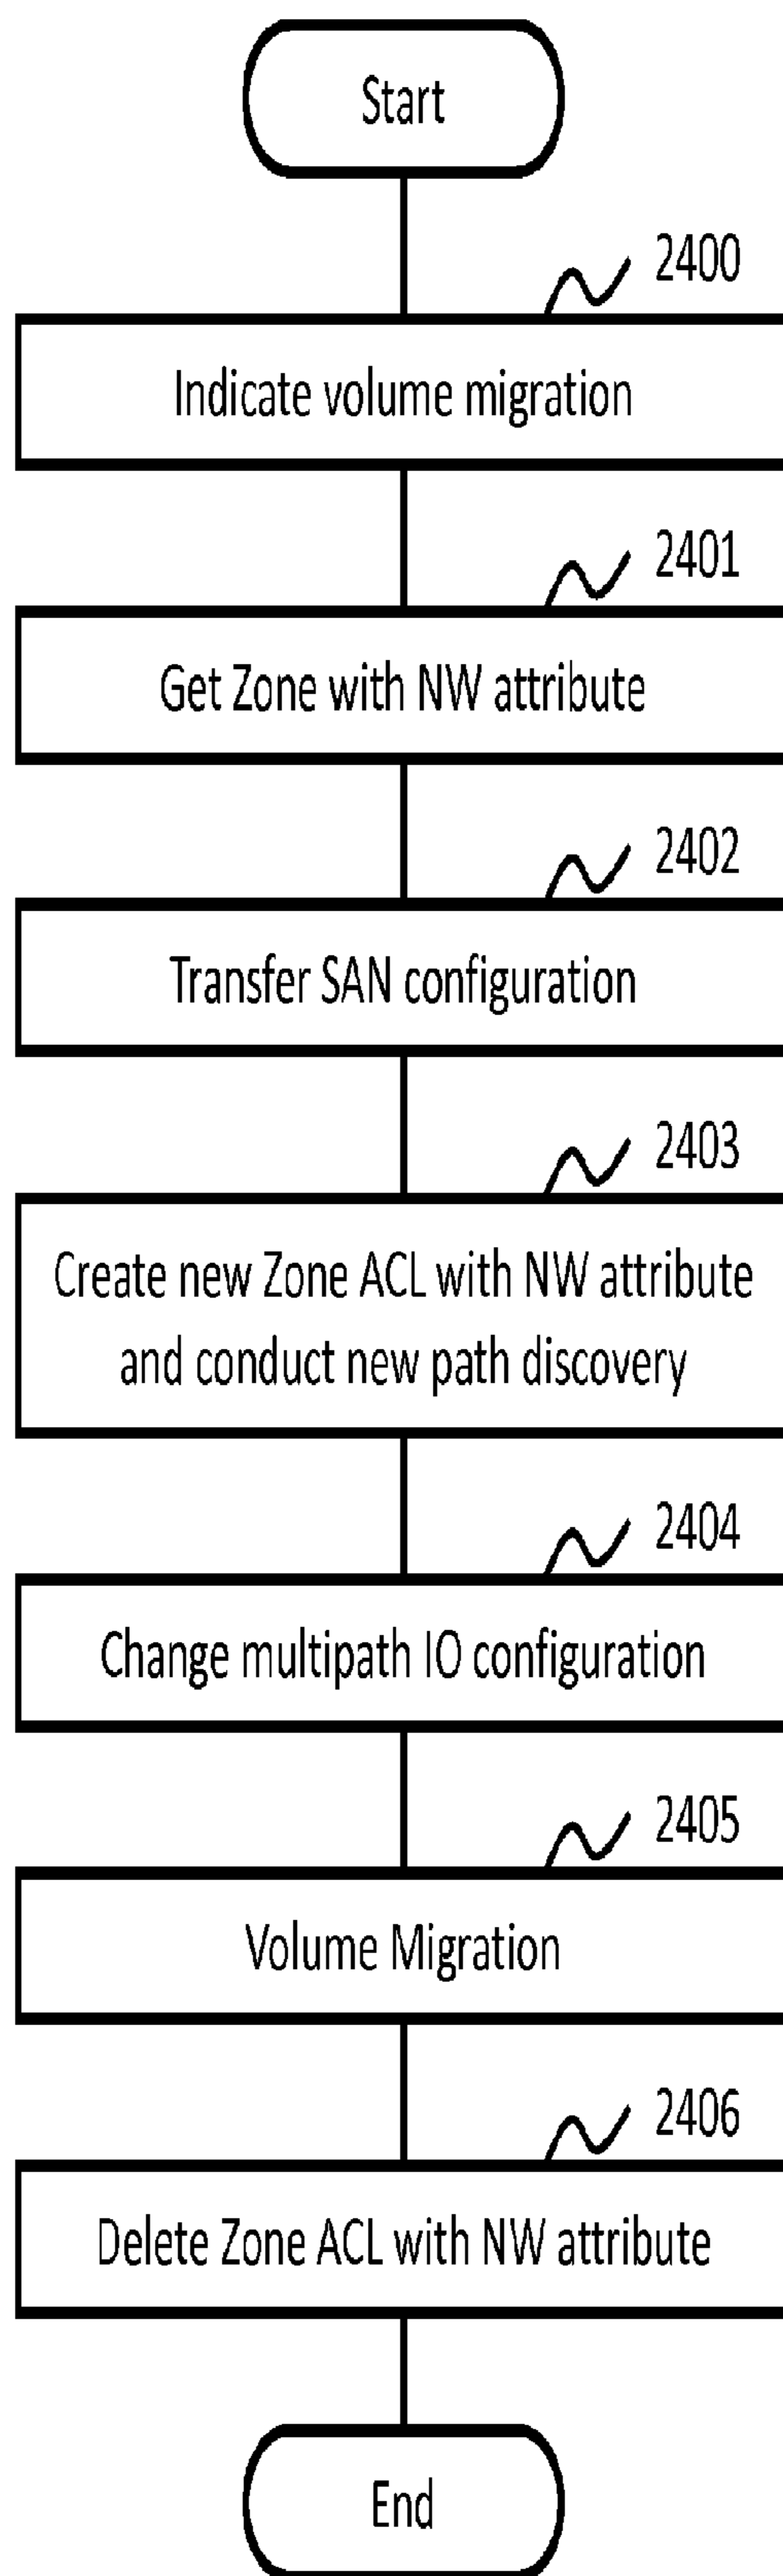 Start
2400
Indicate volume migration
2401
Get Zone with NW attribute
2402
Transfer SAN configuration
2403
Create new Zone ACL with NW attribute
and conduct new path discovery
2404
Change multipath IO configuration
2405
Volume Migration
2406
Delete Zone ACL with NW attribute
End